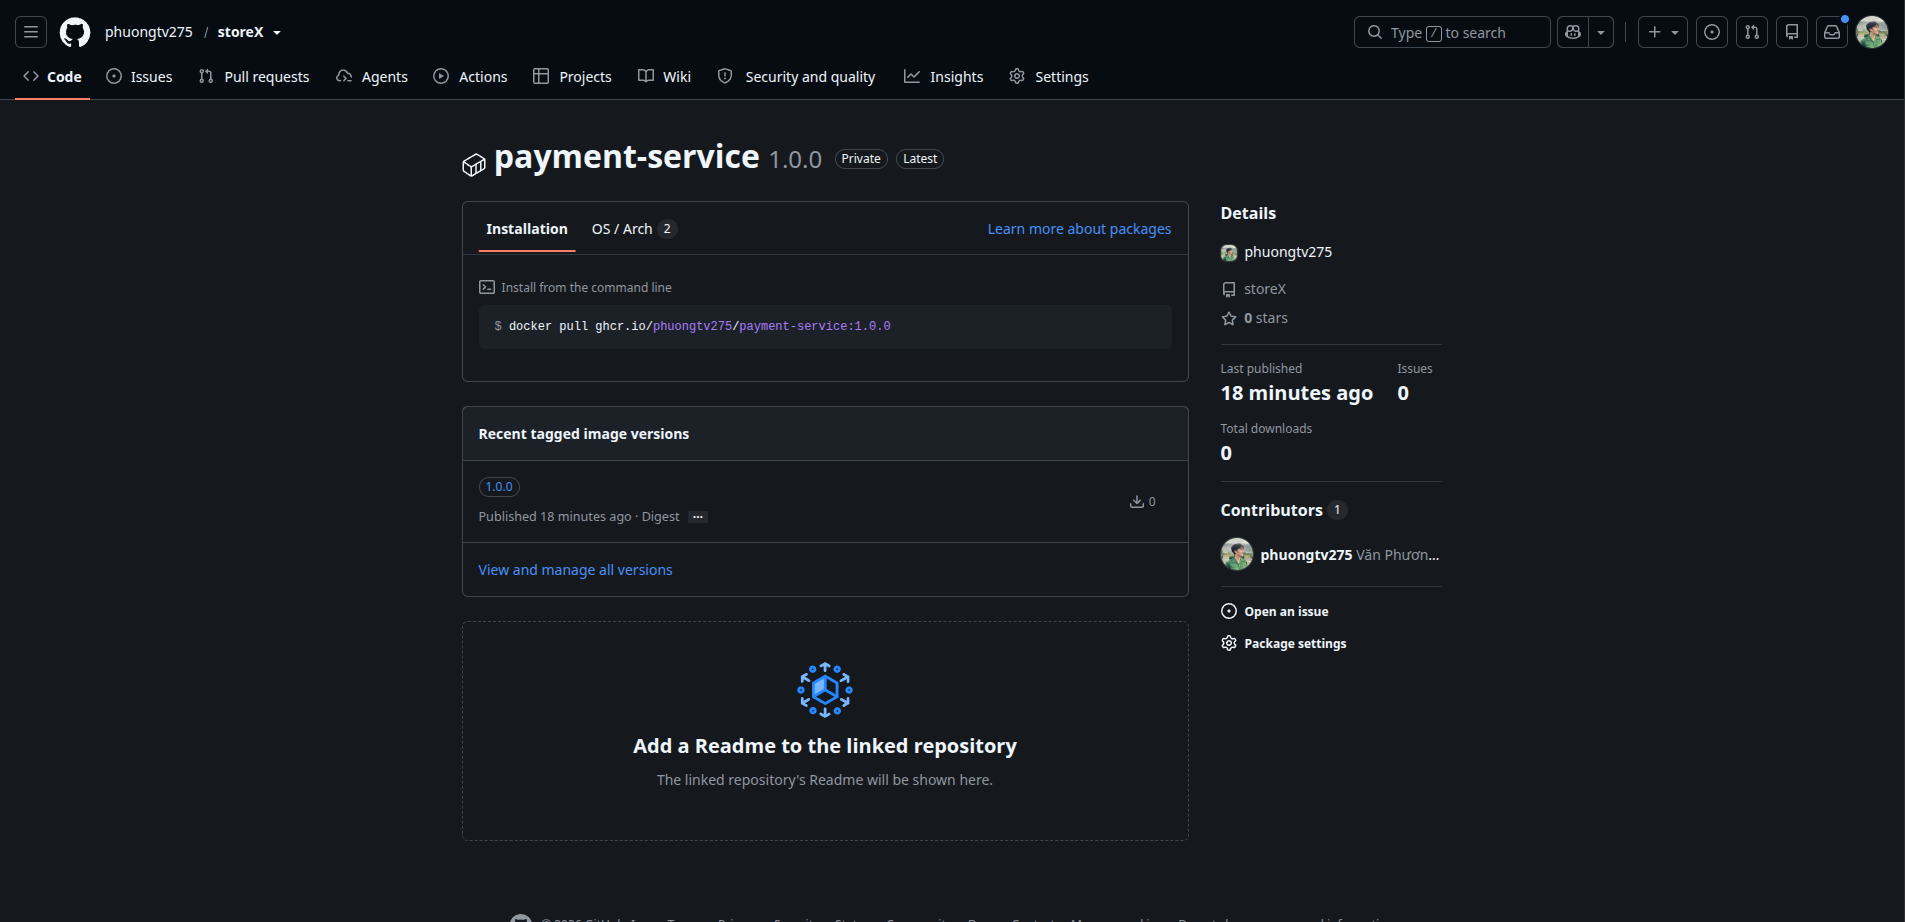 phuongtv275 / storeX
Type / to search
Code
Issues
Pull requests
Agents
Actions
Projects
Wiki
Security and quality
Insights
Settings
payment-service 1.0.0 Private Latest
Installation
OS / Arch 2
Learn more about packages
Install from the command line
$ docker pull ghcr.io/phuongtv275/payment-service:1.0.0
Recent tagged image versions
1.0.0
Published 18 minutes ago · Digest ...
0
View and manage all versions
Add a Readme to the linked repository
The linked repository's Readme will be shown here.
Details
phuongtv275
storeX
0 stars
Last published
18 minutes ago
Issues
0
Total downloads
0
Contributors 1
phuongtv275 Văn Phươn...
Open an issue
Package settings